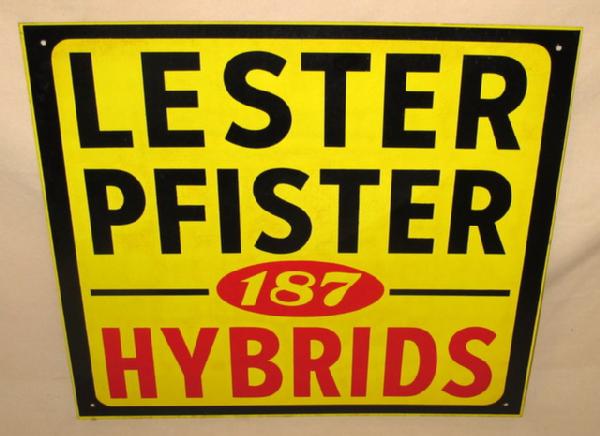 LESTER
PFISTER
187
HYBRIDS